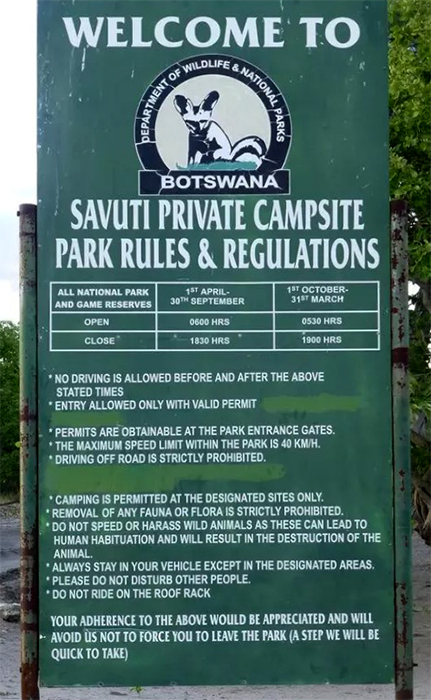 WELCOME TO
DEPARTMENT OF WILDLIFE & NATIONAL PARKS
BOTSWANA
SAVUTI PRIVATE CAMPSITE
PARK RULES & REGULATIONS
ALL NATIONAL PARK AND GAME RESERVES 1ST APRIL- 30TH SEPTEMBER 1ST OCTOBER- 31ST MARCH
OPEN 0600 HRS 0530 HRS
CLOSE 1830 HRS 1900 HRS
* NO DRIVING IS ALLOWED BEFORE AND AFTER THE ABOVE
STATED TIMES
* ENTRY ALLOWED ONLY WITH VALID PERMIT
* PERMITS ARE OBTAINABLE AT THE PARK ENTRANCE GATES.
* THE MAXIMUM SPEED LIMIT WITHIN THE PARK IS 40 KM/H.
* DRIVING OFF ROAD IS STRICTLY PROHIBITED.
* CAMPING IS PERMITTED AT THE DESIGNATED SITES ONLY.
* REMOVAL OF ANY FAUNA OR FLORA IS STRICTLY PROHIBITED.
* DO NOT SPEED OR HARASS WILD ANIMALS AS THESE CAN LEAD TO
HUMAN HABITUATION AND WILL RESULT IN THE DESTRUCTION OF THE
ANIMAL.
* ALWAYS STAY IN YOUR VEHICLE EXCEPT IN THE DESIGNATED AREAS.
* PLEASE DO NOT DISTURB OTHER PEOPLE.
* DO NOT RIDE ON THE ROOF RACK
YOUR ADHERENCE TO THE ABOVE WOULD BE APPRECIATED AND WILL
AVOID US NOT TO FORCE YOU TO LEAVE THE PARK (A STEP WE WILL BE
QUICK TO TAKE)